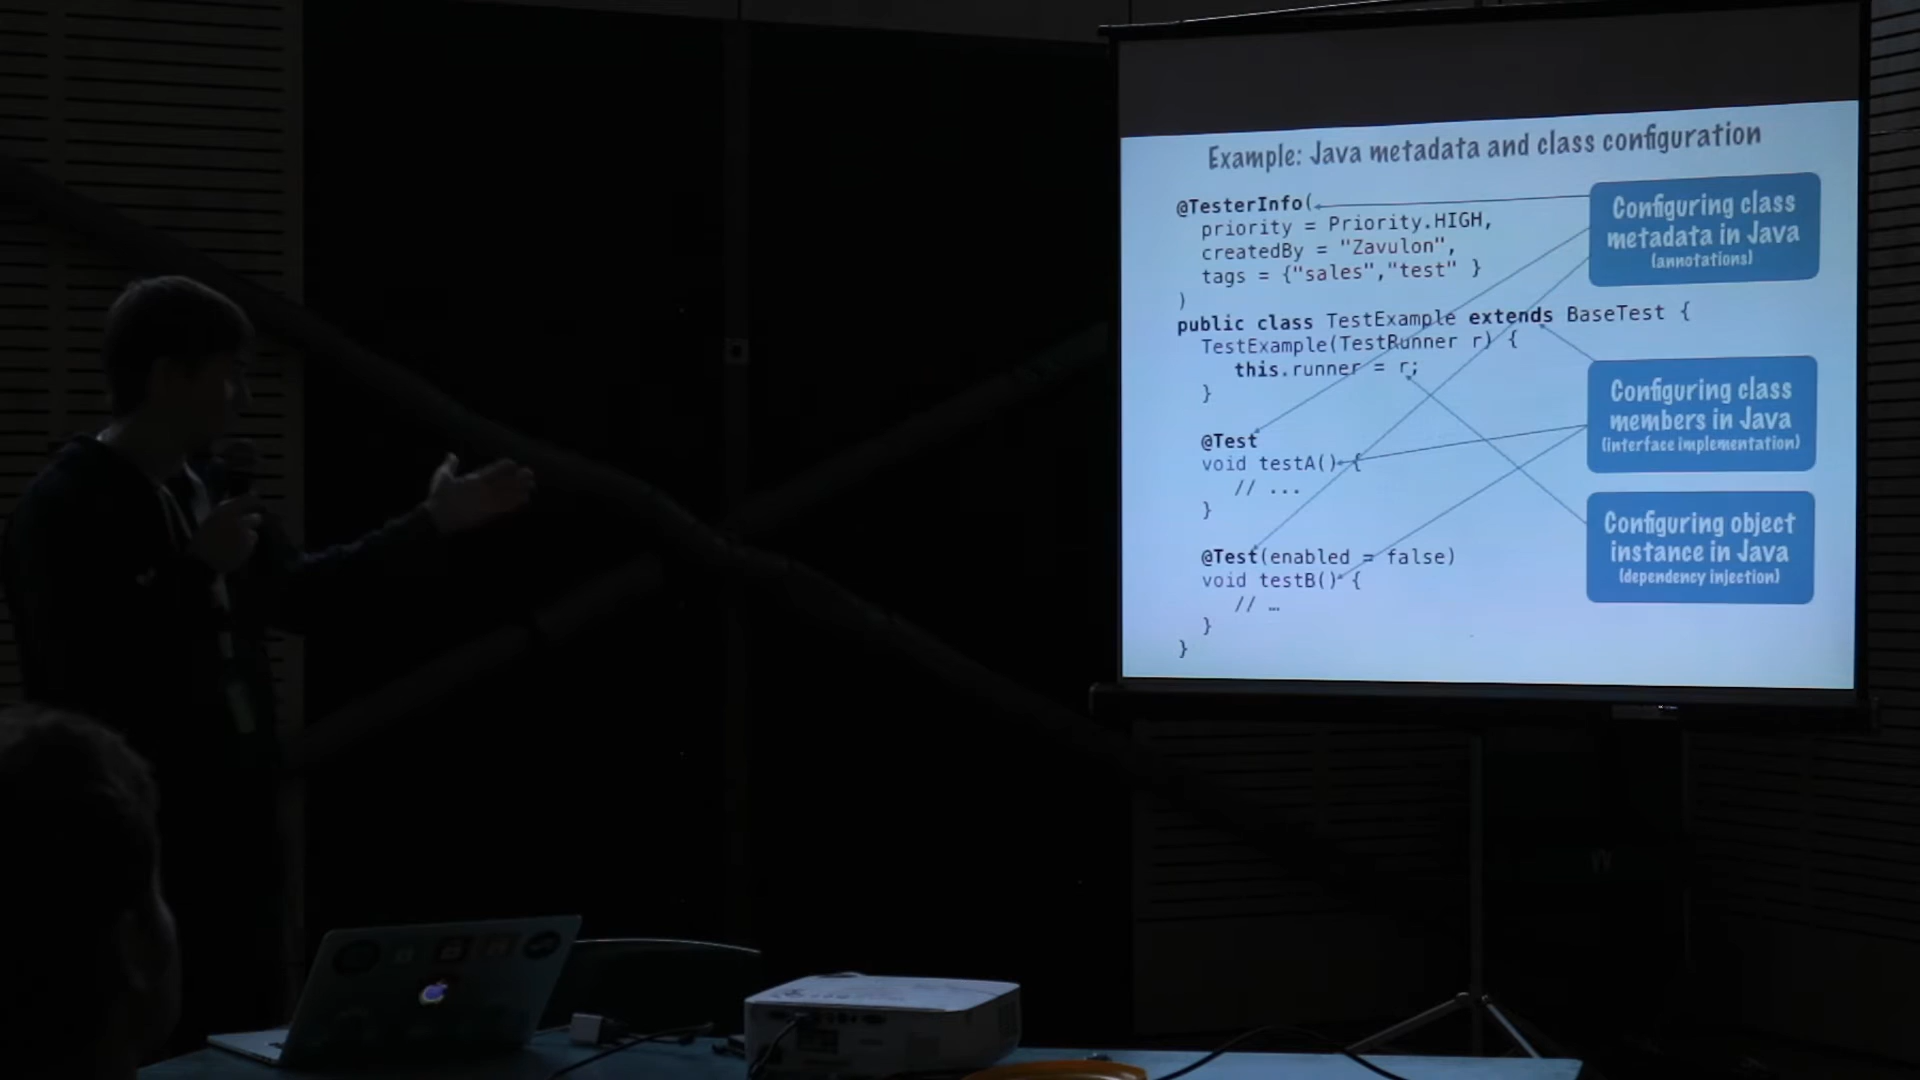 Example: Java metadata and class configuration
@TesterInfo(
priority = Priority.HIGH,
createdBy = "Zavulon",
tags = {"sales","test" }
)
public class TestExample extends BaseTest {
TestExample(TestRunner r) {
this.runner = r;
}
@Test
void testA() {
// ...
}
@Test(enabled = false)
void testB() {
// …
}
}
Configuring class
metadata in Java
(annotations)
Configuring class
members in Java
(interface implementation)
Configuring object
instance in Java
(dependency injection)